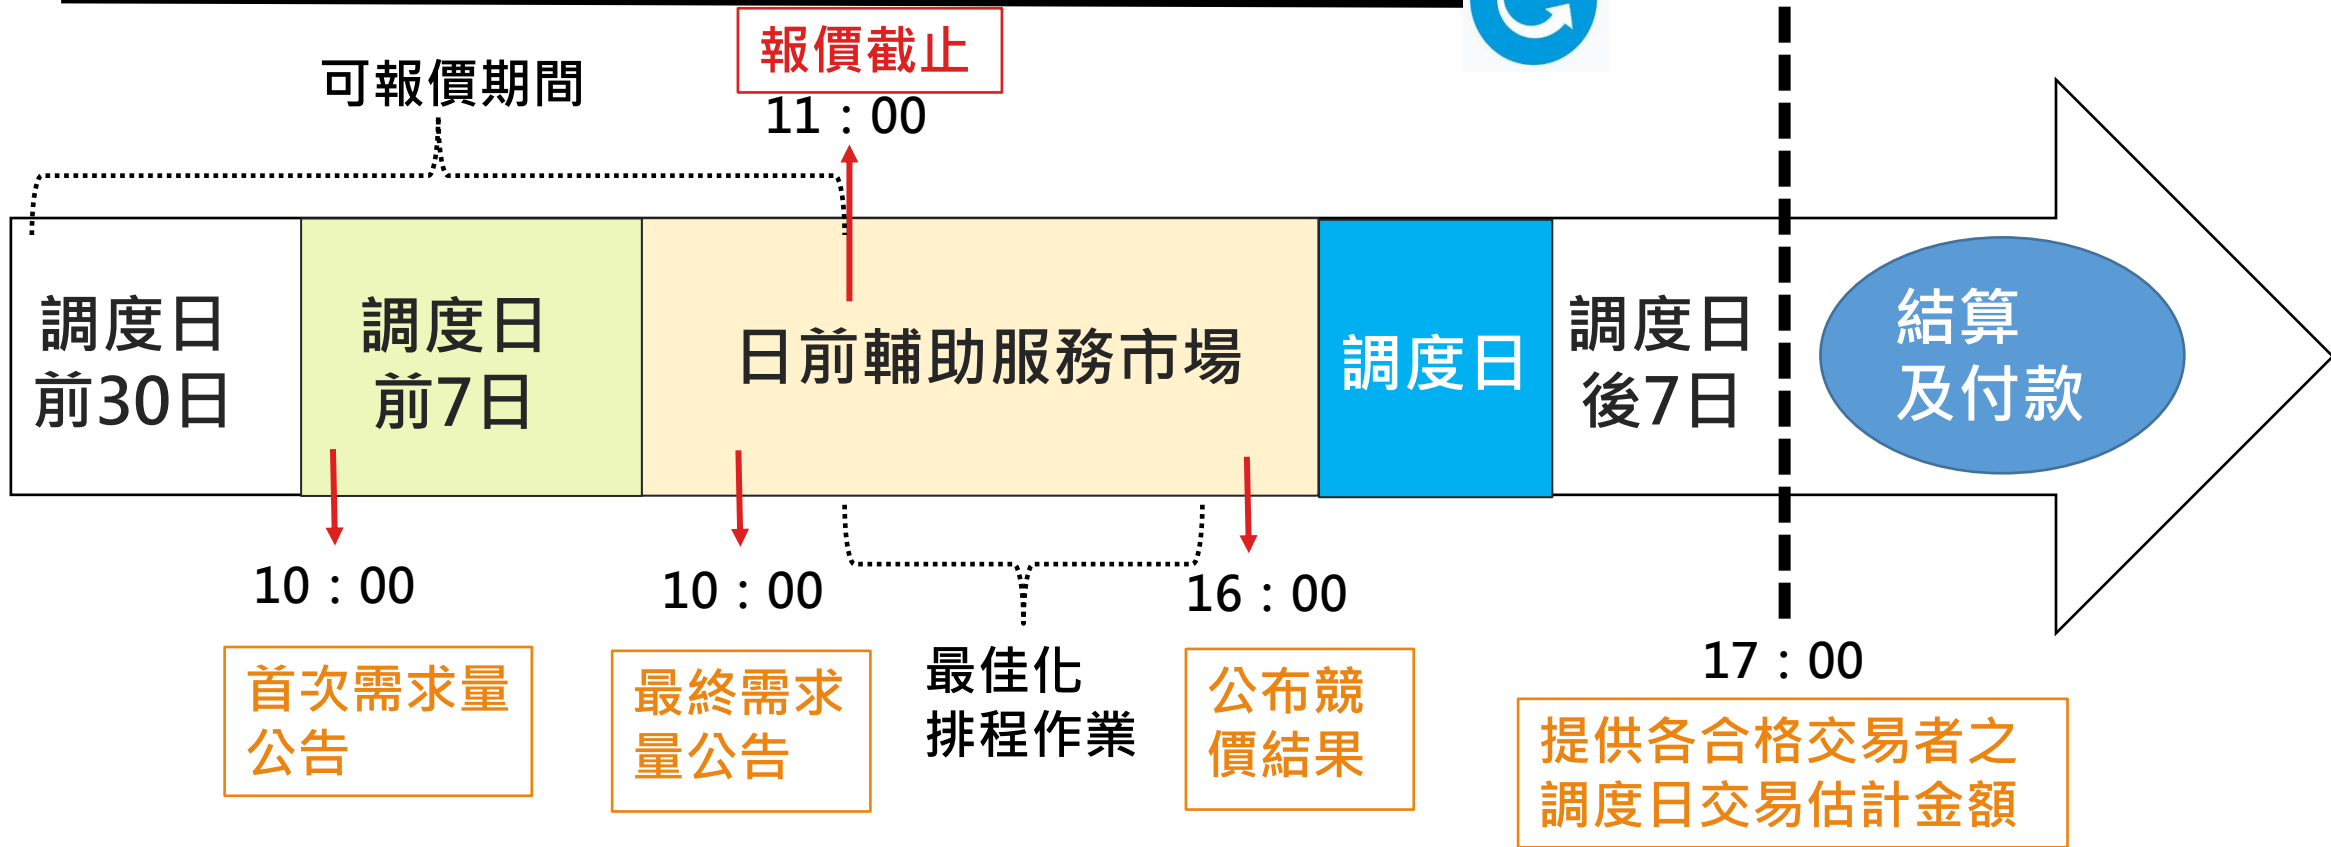 報價截止
可報價期間
11：00
調度日
前30日
調度日
前7日
日前輔助服務市場
調度日
調度日
後7日
結算
及付款
10：00
10：00
16：00
17：00
首次需求量
公告
最終需求
量公告
最佳化
排程作業
公布競
價結果
提供各合格交易者之
調度日交易估計金額